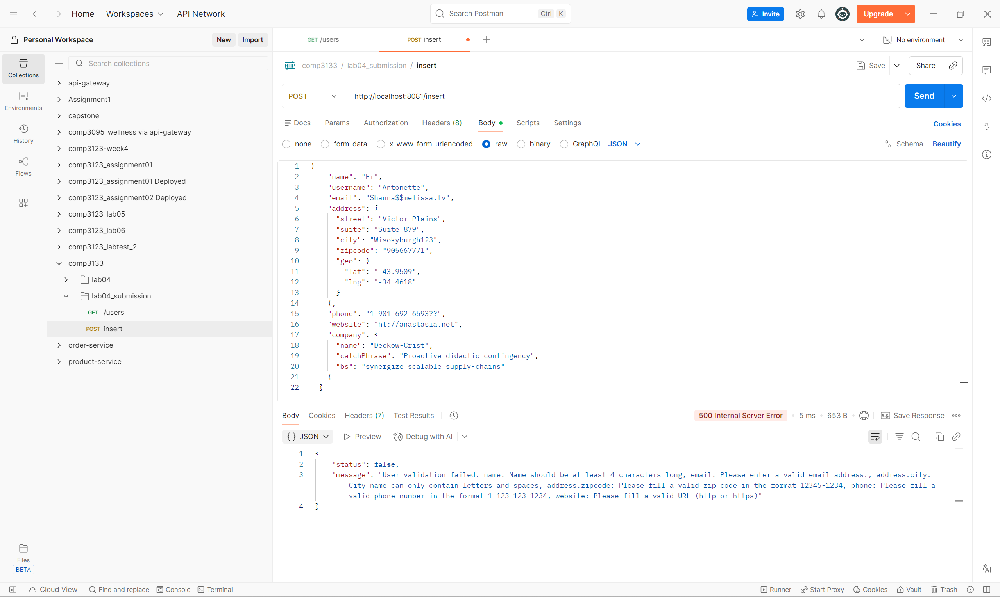 Home
Workspaces
API Network
Search Postman
Ctrl K
Invite
Upgrade
Personal Workspace
New
Import
GET /users
POST insert
No environment
Collections
Environments
History
Flows
Files
BETA
Search collections
api-gateway
Assignment1
capstone
comp3095_wellness via api-gateway
comp3123-week4
comp3123_assignment01
comp3123_assignment01 Deployed
comp3123_assignment02 Deployed
comp3123_lab05
comp3123_lab06
comp3123_labtest_2
comp3133
lab04
lab04_submission
GET /users
POST insert
order-service
product-service
HTTP comp3133 / lab04_submission / insert
Save
Share
POST
http://localhost:8081/insert
Send
Docs Params Authorization Headers (8) Body Scripts Settings
Cookies
none form-data x-www-form-urlencoded raw binary GraphQL JSON
Schema
Beautify
1 {
2 "name": "Er",
3 "username": "Antonette",
4 "email": "Shanna$$melissa.tv",
5 "address": {
6 "street": "Victor Plains",
7 "suite": "Suite 879",
8 "city": "Wisokyburgh123",
9 "zipcode": "905667771",
10 "geo": {
11 "lat": "-43.9509",
12 "lng": "-34.4618"
13 }
14 },
15 "phone": "1-901-692-6593??",
16 "website": "ht://anastasia.net",
17 "company": {
18 "name": "Deckow-Crist",
19 "catchPhrase": "Proactive didactic contingency",
20 "bs": "synergize scalable supply-chains"
21 }
22 }
Body Cookies Headers (7) Test Results
500 Internal Server Error • 5 ms • 653 B
e.g. Save Response
{} JSON
Preview
Debug with AI
1 {
2 "status": false,
3 "message": "User validation failed: name: Name should be at least 4 characters long, email: Please enter a valid email address., address.city:
City name can only contain letters and spaces, address.zipcode: Please fill a valid zip code in the format 12345-1234, phone: Please fill a
valid phone number in the format 1-123-123-1234, website: Please fill a valid URL (http or https)"
4 }
AI
Cloud View
Find and replace
Console
Terminal
Runner
Start Proxy
Cookies
Vault
Trash